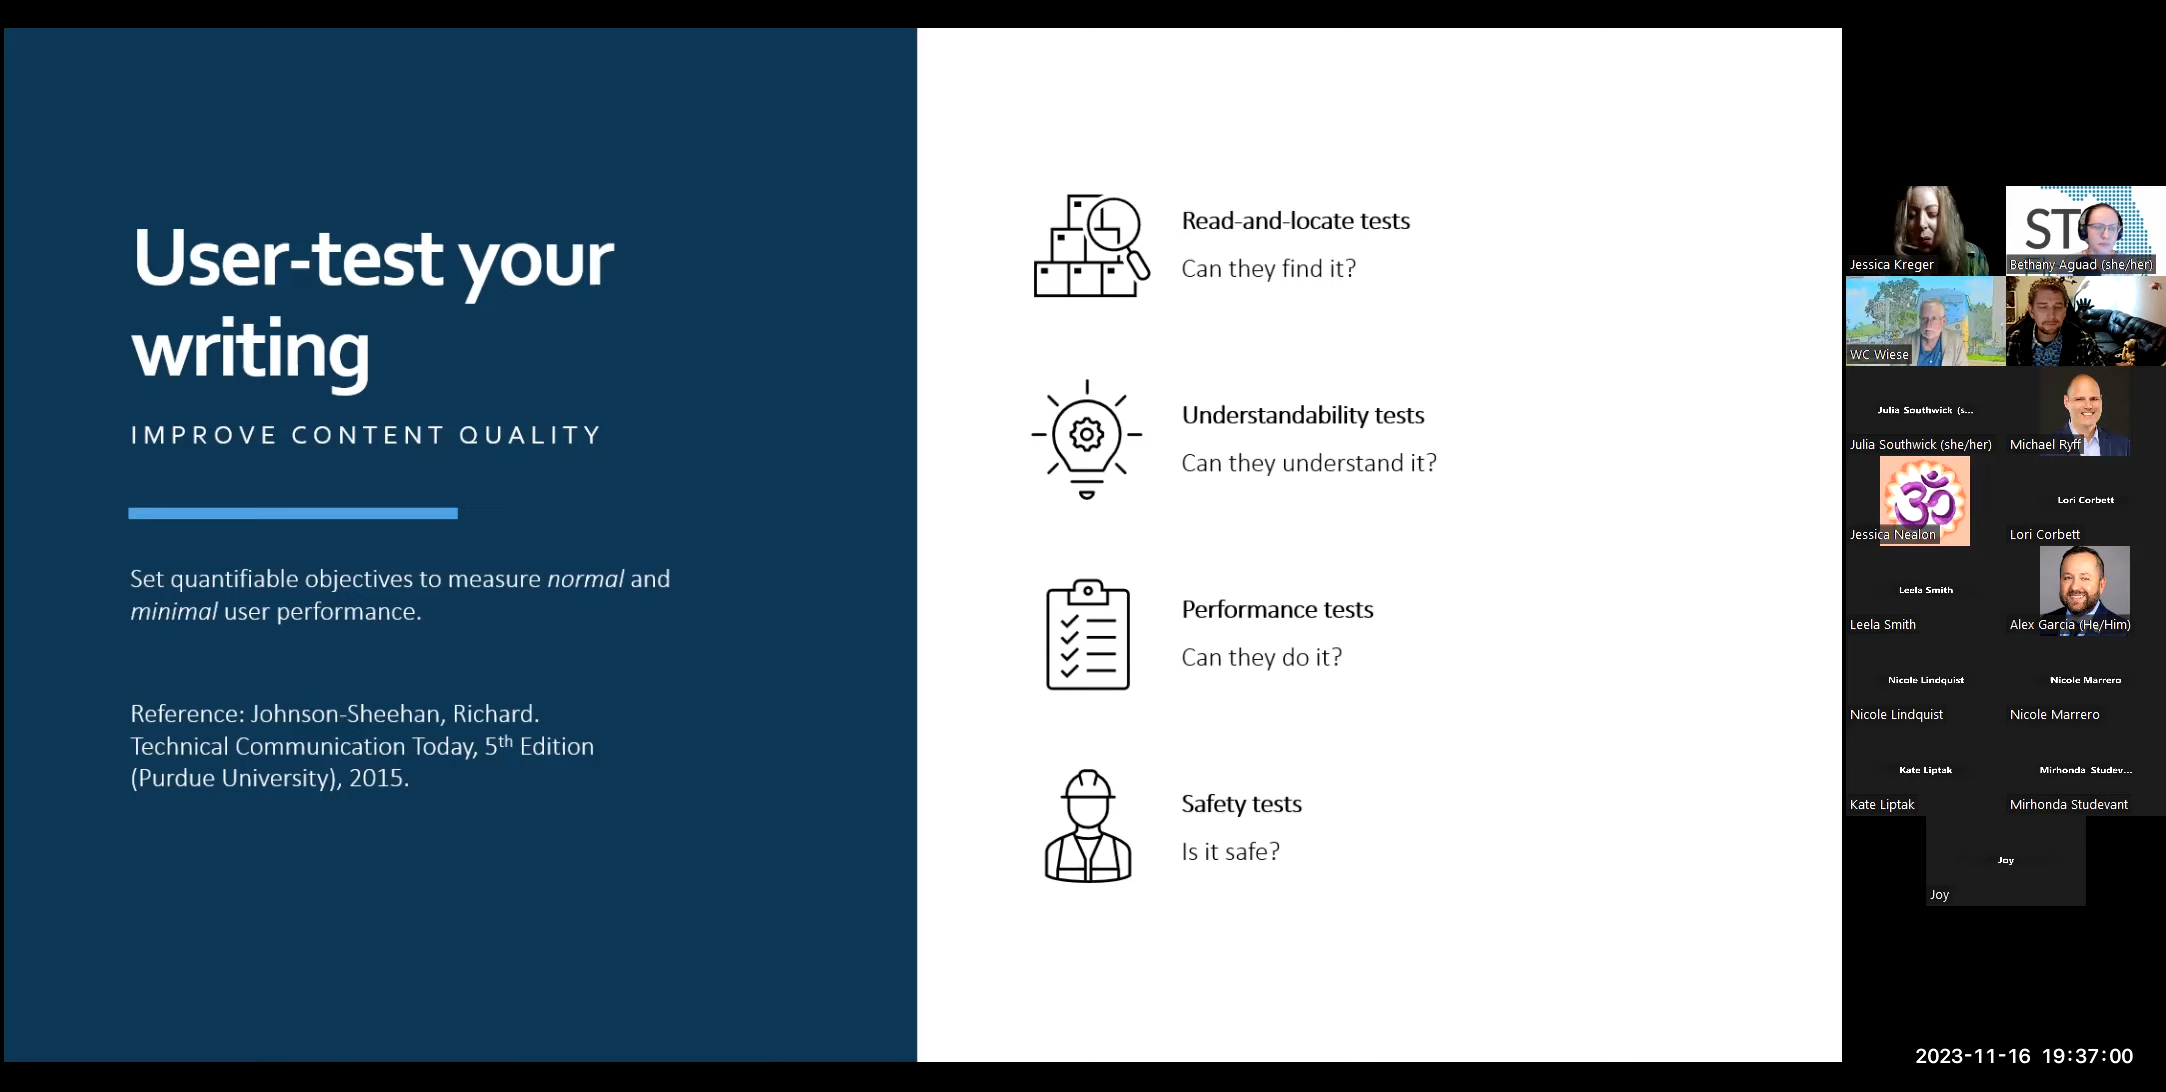 User-test your
writing
IMPROVE CONTENT QUALITY
Set quantifiable objectives to measure normal and
minimal user performance.
Reference: Johnson-Sheehan, Richard.
Technical Communication Today, 5th Edition
(Purdue University), 2015.
Read-and-locate tests
Can they find it?
Understandability tests
Can they understand it?
Performance tests
Can they do it?
Safety tests
Is it safe?
Jessica Kreger
ST
Bethany Aguad (she/her)
WC Wiese
Julia Southwick (s...
Julia Southwick (she/her)
Michael Ryff
Jessica Nealon
ॐ
Lori Corbett
Lori Corbett
Leela Smith
Leela Smith
Alex Garcia (He/Him)
Nicole Lindquist
Nicole Lindquist
Nicole Marrero
Nicole Marrero
Kate Liptak
Kate Liptak
Mirhonda Studev...
Mirhonda Studevant
Joy
Joy
2023-11-16 19:37:00